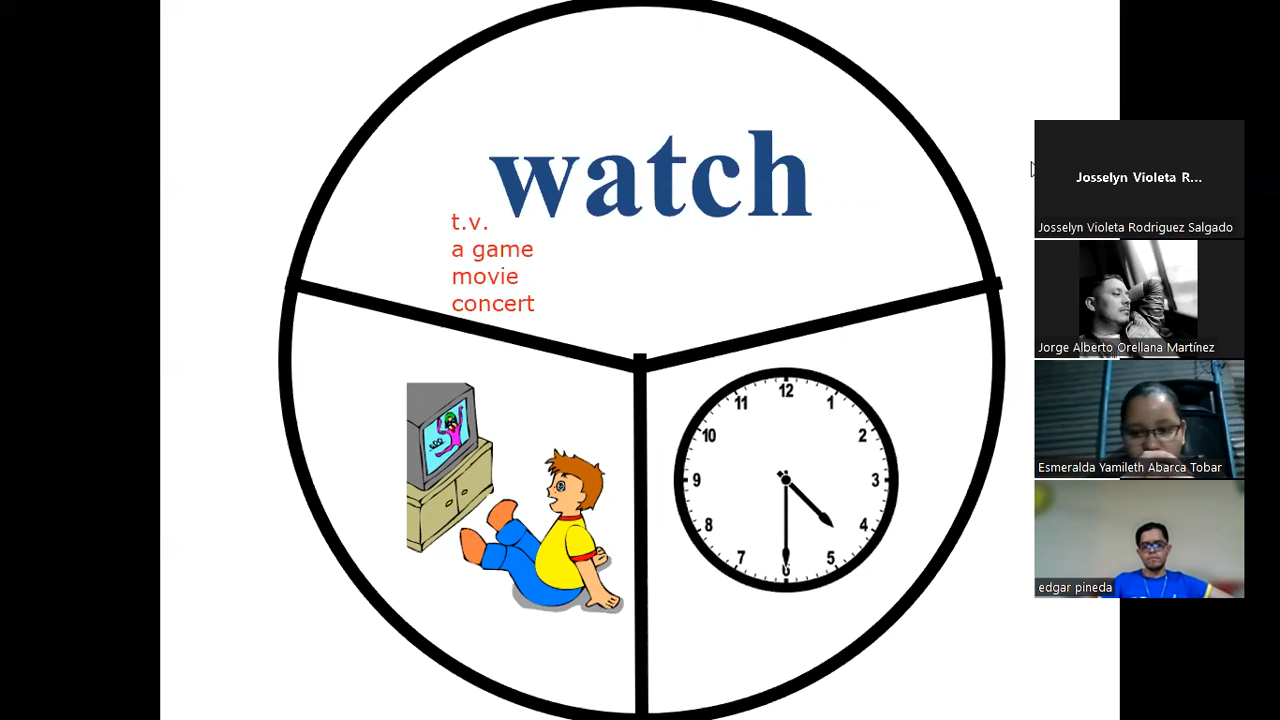 watch
t.v.
a game
movie
concert
12
11
1
10
2
9
3
8
4
7
5
6
Josselyn Violeta R...
Josselyn Violeta Rodriguez Salgado
Jorge Alberto Orellana Martínez
Esmeralda Yamileth Abarca Tobar
edgar pineda